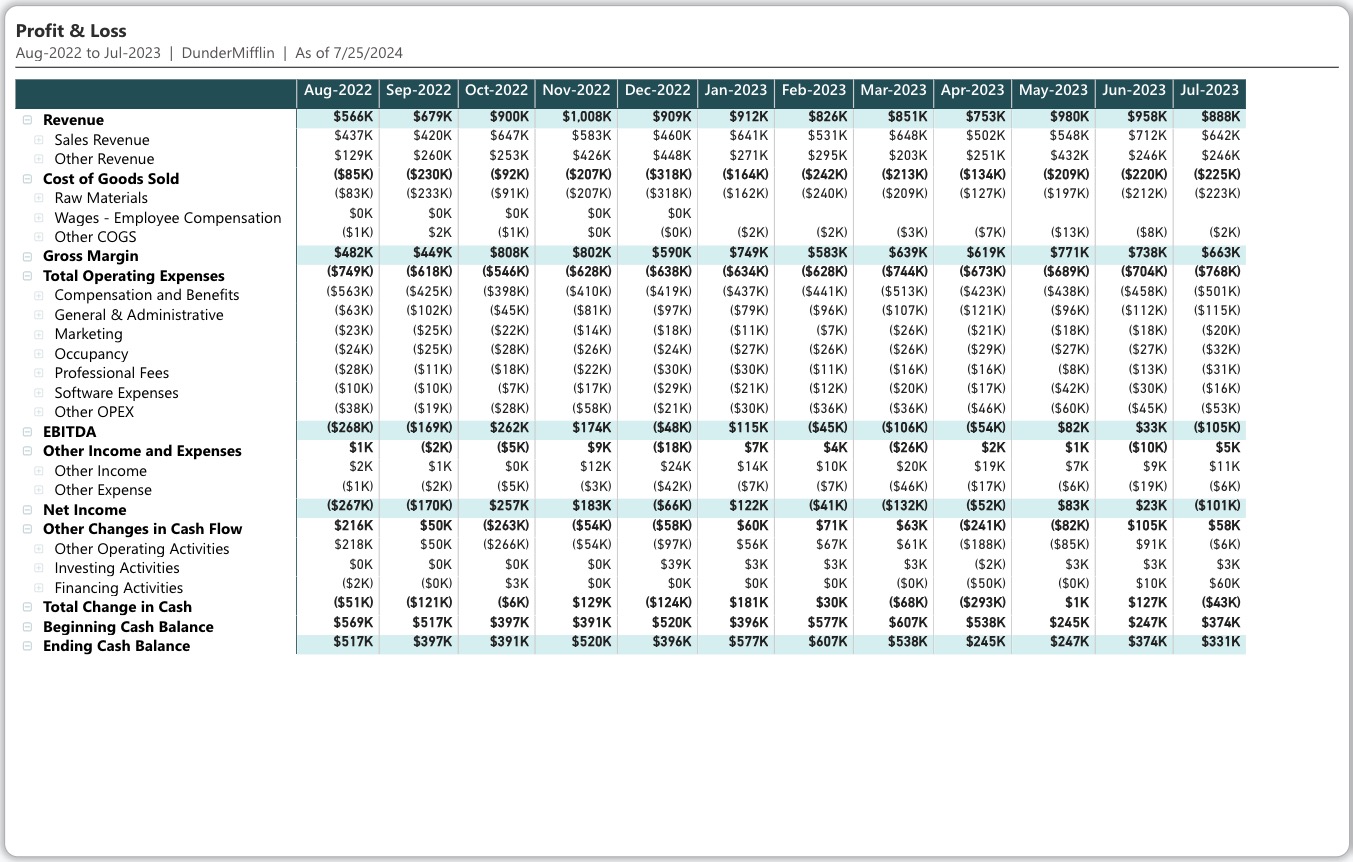 Profit & Loss
Aug-2022 to Jul-2023 | DunderMifflin | As of 7/25/2024
Aug-2022 Sep-2022 Oct-2022 Nov-2022 Dec-2022 Jan-2023 Feb-2023 Mar-2023 Apr-2023 May-2023 Jun-2023 Jul-2023
Revenue $566K $679K $900K $1,008K $909K $912K $826K $851K $753K $980K $958K $888K
Sales Revenue $437K $420K $647K $583K $460K $641K $531K $648K $502K $548K $712K $642K
Other Revenue $129K $260K $253K $426K $448K $271K $295K $203K $251K $432K $246K $246K
Cost of Goods Sold ($85K) ($230K) ($92K) ($207K) ($318K) ($164K) ($242K) ($213K) ($134K) ($209K) ($220K) ($225K)
Raw Materials ($83K) ($233K) ($91K) ($207K) ($318K) ($162K) ($240K) ($209K) ($127K) ($197K) ($212K) ($223K)
Wages - Employee Compensation $0K $0K $0K $0K $0K
Other COGS ($1K) $2K ($1K) $0K ($0K) ($2K) ($2K) ($3K) ($7K) ($13K) ($8K) ($2K)
Gross Margin $482K $449K $808K $802K $590K $749K $583K $639K $619K $771K $738K $663K
Total Operating Expenses ($749K) ($618K) ($546K) ($628K) ($638K) ($634K) ($628K) ($744K) ($673K) ($689K) ($704K) ($768K)
Compensation and Benefits ($563K) ($425K) ($398K) ($410K) ($419K) ($437K) ($441K) ($513K) ($423K) ($438K) ($458K) ($501K)
General & Administrative ($63K) ($102K) ($45K) ($81K) ($97K) ($79K) ($96K) ($107K) ($121K) ($96K) ($112K) ($115K)
Marketing ($23K) ($25K) ($22K) ($14K) ($18K) ($11K) ($7K) ($26K) ($21K) ($18K) ($18K) ($20K)
Occupancy ($24K) ($25K) ($28K) ($26K) ($24K) ($27K) ($26K) ($26K) ($29K) ($27K) ($27K) ($32K)
Professional Fees ($28K) ($11K) ($18K) ($22K) ($30K) ($30K) ($11K) ($16K) ($16K) ($8K) ($13K) ($31K)
Software Expenses ($10K) ($10K) ($7K) ($17K) ($29K) ($21K) ($12K) ($20K) ($17K) ($42K) ($30K) ($16K)
Other OPEX ($38K) ($19K) ($28K) ($58K) ($21K) ($30K) ($36K) ($36K) ($46K) ($60K) ($45K) ($53K)
EBITDA ($268K) ($169K) $262K $174K ($48K) $115K ($45K) ($106K) ($54K) $82K $33K ($105K)
Other Income and Expenses $1K ($2K) ($5K) $9K ($18K) $7K $4K ($26K) $2K $1K ($10K) $5K
Other Income $2K $1K $0K $12K $24K $14K $10K $20K $19K $7K $9K $11K
Other Expense ($1K) ($2K) ($5K) ($3K) ($42K) ($7K) ($7K) ($46K) ($17K) ($6K) ($19K) ($6K)
Net Income ($267K) ($170K) $257K $183K ($66K) $122K ($41K) ($132K) ($52K) $83K $23K ($101K)
Other Changes in Cash Flow $216K $50K ($263K) ($54K) ($58K) $60K $71K $63K ($241K) ($82K) $105K $58K
Other Operating Activities $218K $50K ($266K) ($54K) ($97K) $56K $67K $61K ($188K) ($85K) $91K ($6K)
Investing Activities $0K $0K $0K $0K $39K $3K $3K $3K ($2K) $3K $3K $3K
Financing Activities ($2K) ($0K) $3K $0K $0K $0K $0K ($0K) ($50K) ($0K) $10K $60K
Total Change in Cash ($51K) ($121K) ($6K) $129K ($124K) $181K $30K ($68K) ($293K) $1K $127K ($43K)
Beginning Cash Balance $569K $517K $397K $391K $520K $396K $577K $607K $538K $245K $247K $374K
Ending Cash Balance $517K $397K $391K $520K $396K $577K $607K $538K $245K $247K $374K $331K